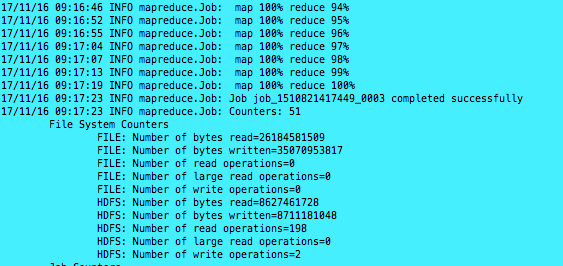 17/11/16 09:16:46 INFO mapreduce.Job:  map 100% reduce 94%
17/11/16 09:16:52 INFO mapreduce.Job:  map 100% reduce 95%
17/11/16 09:16:55 INFO mapreduce.Job:  map 100% reduce 96%
17/11/16 09:17:04 INFO mapreduce.Job:  map 100% reduce 97%
17/11/16 09:17:07 INFO mapreduce.Job:  map 100% reduce 98%
17/11/16 09:17:13 INFO mapreduce.Job:  map 100% reduce 99%
17/11/16 09:17:19 INFO mapreduce.Job:  map 100% reduce 100%
17/11/16 09:17:23 INFO mapreduce.Job: Job job_1510821417449_0003 completed successfully
17/11/16 09:17:23 INFO mapreduce.Job: Counters: 51
File System Counters
FILE: Number of bytes read=26184581509
FILE: Number of bytes written=35070953817
FILE: Number of read operations=0
FILE: Number of large read operations=0
FILE: Number of write operations=0
HDFS: Number of bytes read=8627461728
HDFS: Number of bytes written=8711181048
HDFS: Number of read operations=198
HDFS: Number of large read operations=0
HDFS: Number of write operations=2
Job Counters